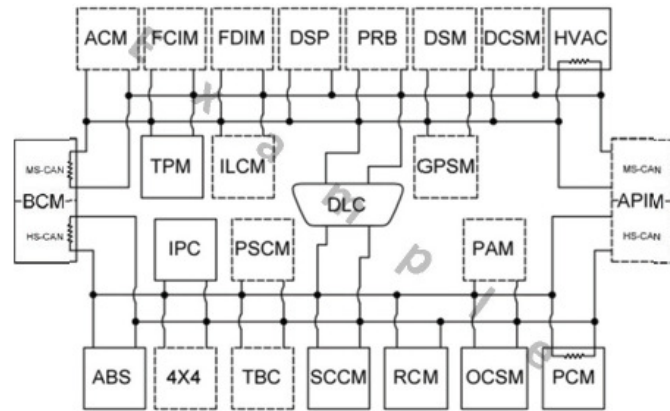 ACM FCIM FDIM DSP PRB DSM DCSM HVAC
TPM ILCM GPSM
MS-CAN MS-CAN
BCM DLC APIM
HS-CAN HS-CAN
IPC PSCM PAM
ABS 4X4 TBC SCCM RCM OCSM PCM
Example